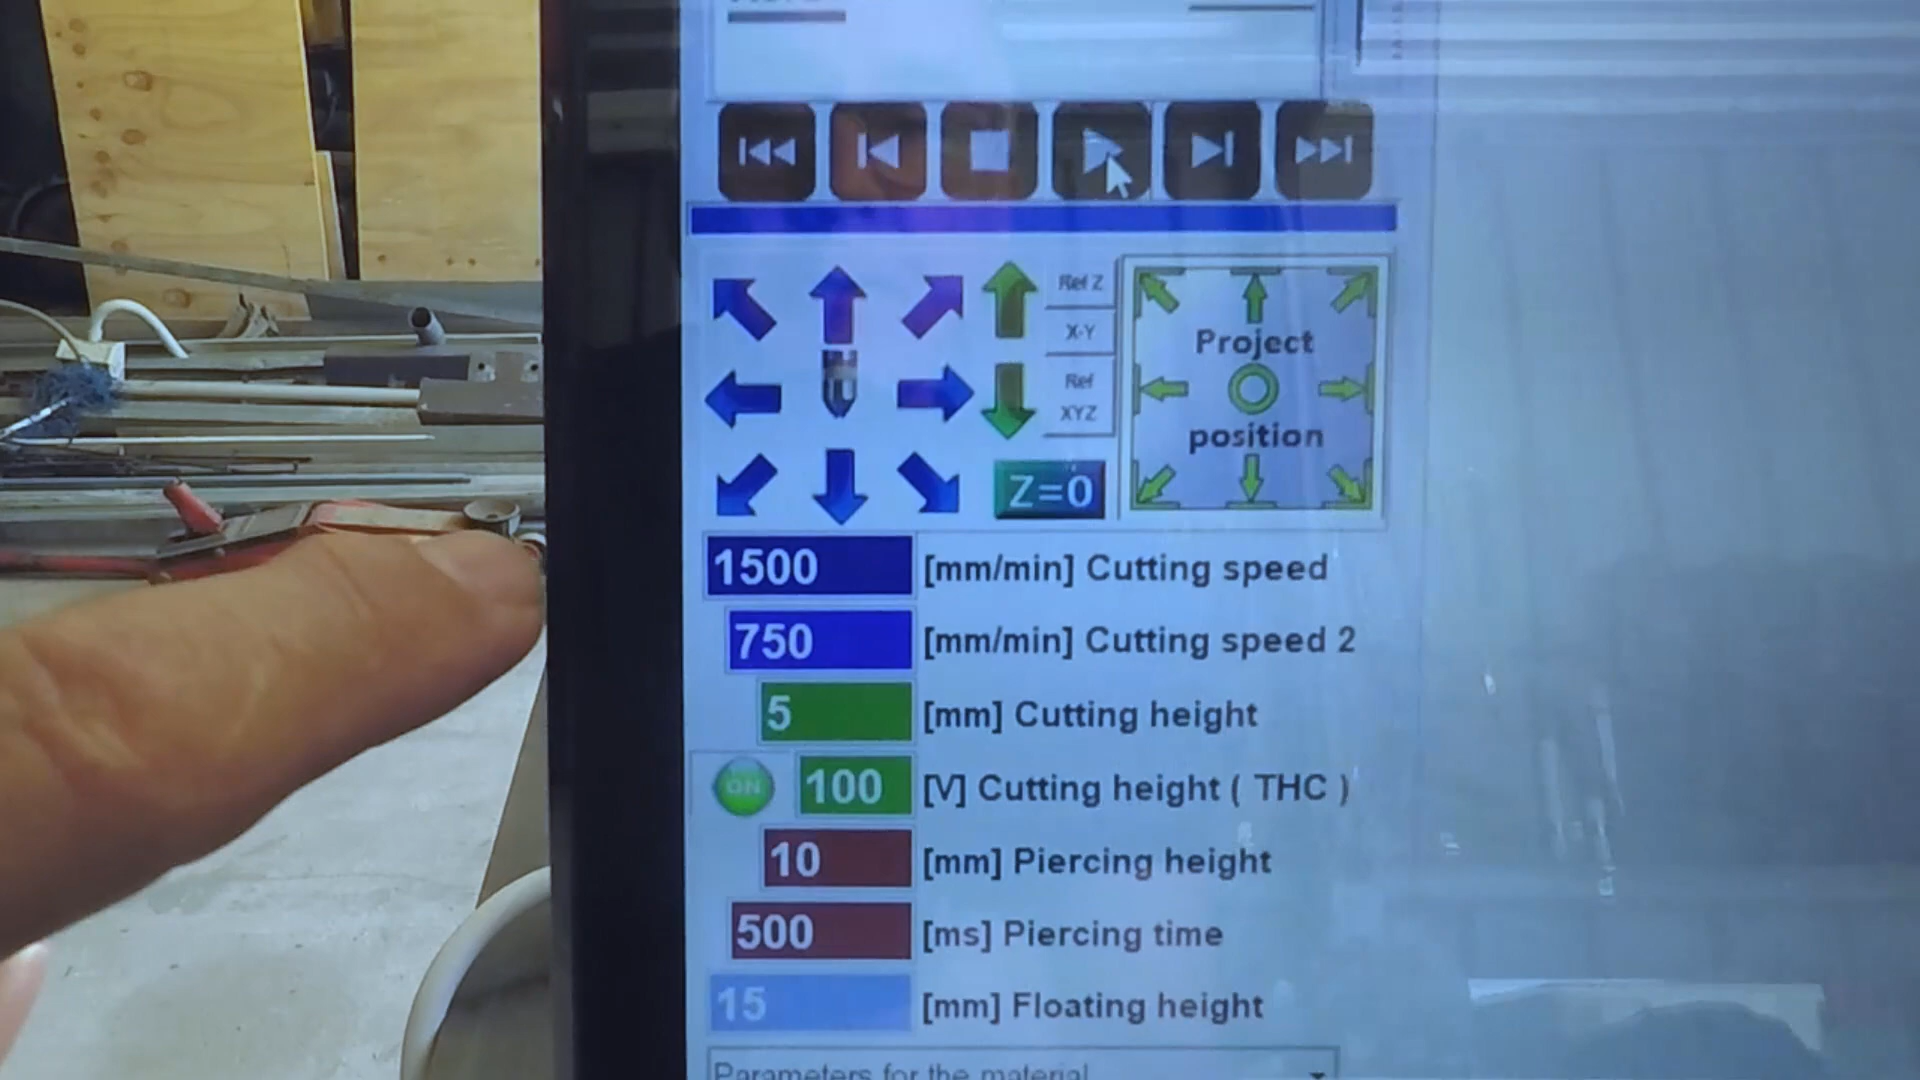 Ref Z
X-Y
Ref
XYZ
Z=0
Project
position
1500 [mm/min] Cutting speed
750 [mm/min] Cutting speed 2
5 [mm] Cutting height
ON 100 [V] Cutting height ( THC )
10 [mm] Piercing height
500 [ms] Piercing time
15 [mm] Floating height
Parameters for the material